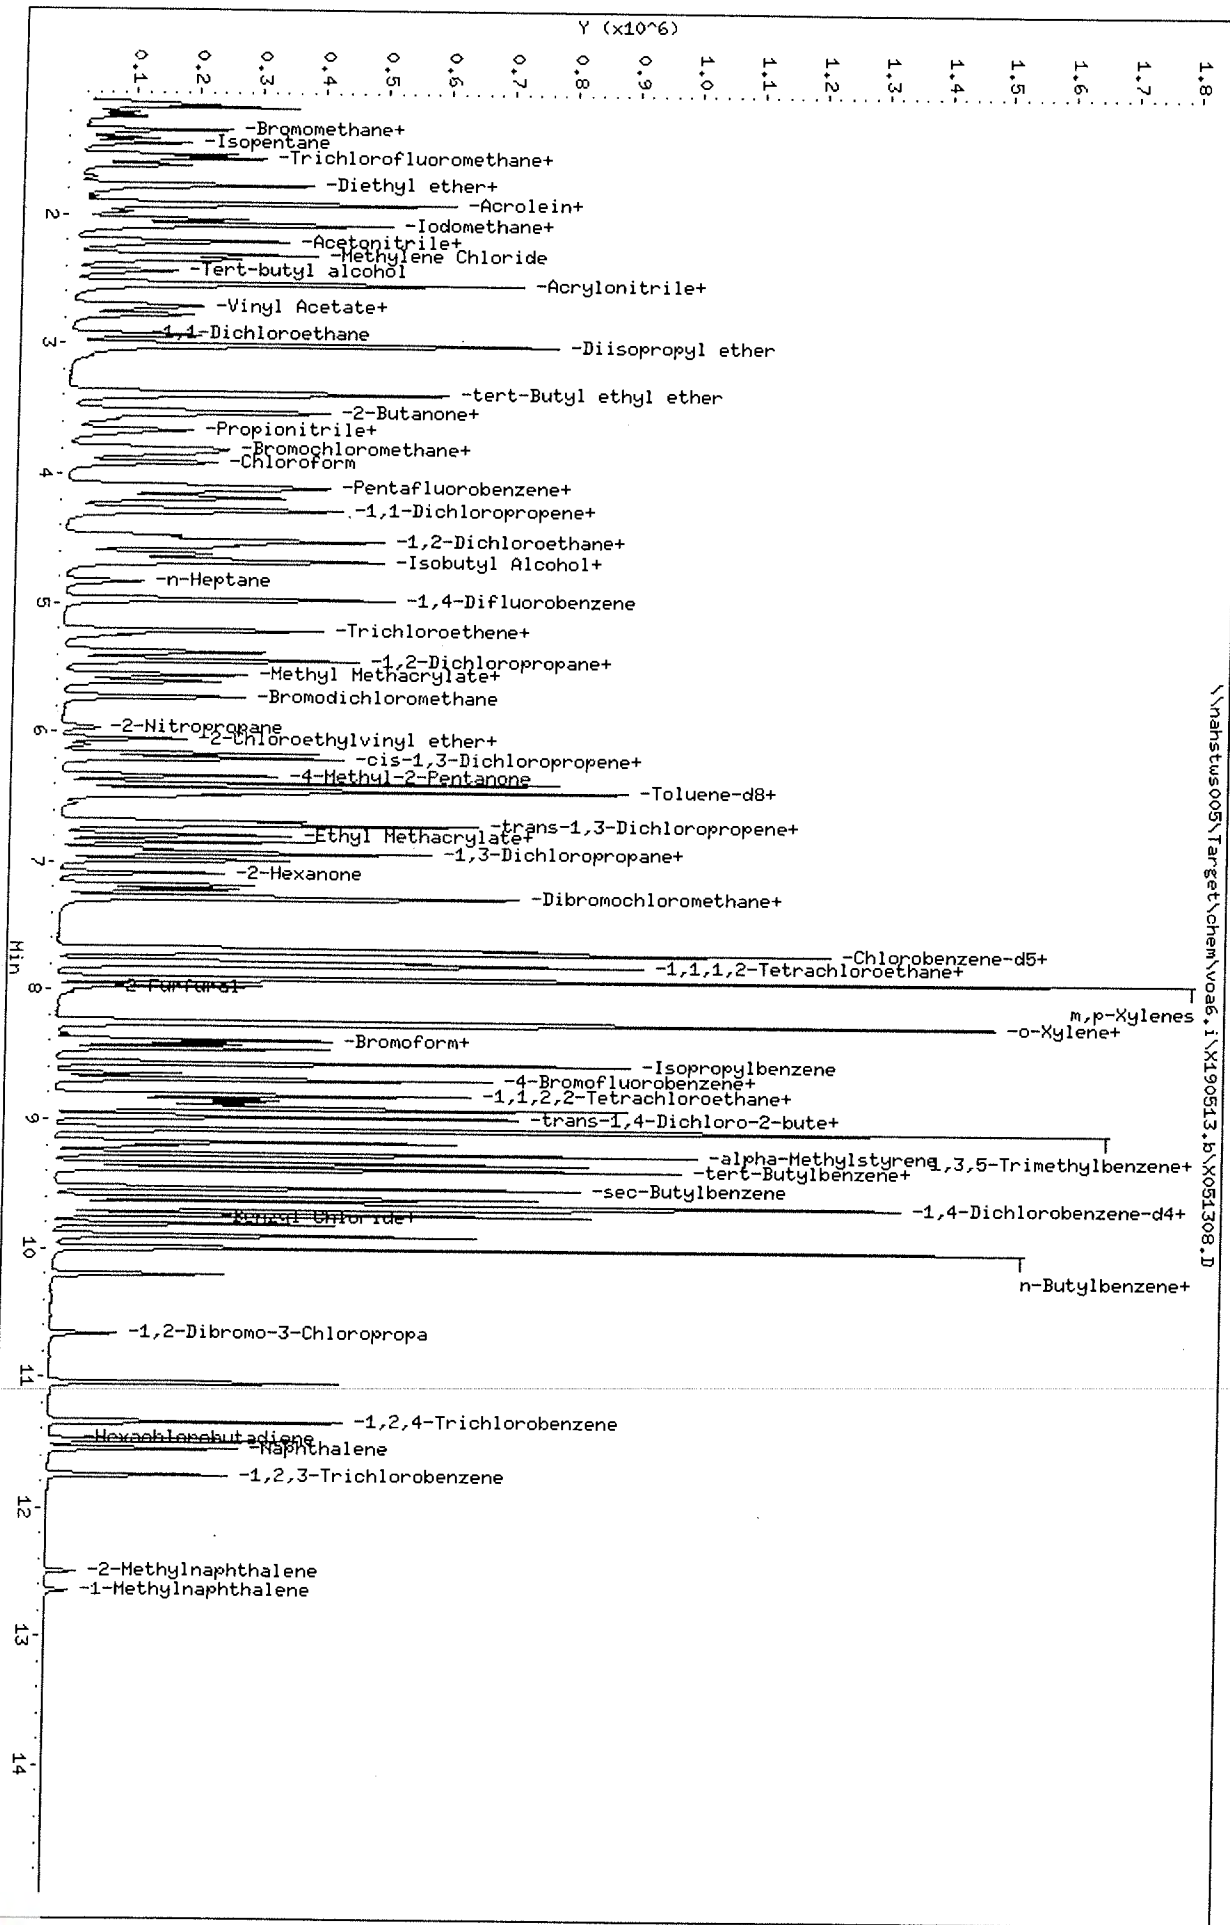 Y (x10^6)
0.1
0.2
0.3
0.4
0.5
0.6
0.7
0.8
0.9
1.0
1.1
1.2
1.3
1.4
1.5
1.6
1.7
1.8
-Bromomethane+
-Isopentane
-Trichlorofluoromethane+
-Diethyl ether+
-Acrolein+
2
-Iodomethane+
-Acetonitrile+
-Methylene Chloride
-Tert-butyl alcohol
-Acrylonitrile+
-Vinyl Acetate+
-1,1-Dichloroethane
3
-Diisopropyl ether
-tert-Butyl ethyl ether
-2-Butanone+
-Propionitrile+
-Bromochloromethane+
-Chloroform
4
-Pentafluorobenzene+
-1,1-Dichloropropene+
-1,2-Dichloroethane+
-Isobutyl Alcohol+
-n-Heptane
5
-1,4-Difluorobenzene
-Trichloroethene+
-1,2-Dichloropropane+
-Methyl Methacrylate+
-Bromodichloromethane
-2-Nitropropane
6
-2-Chloroethylvinyl ether+
-cis-1,3-Dichloropropene+
-4-Methyl-2-Pentanone
-Toluene-d8+
-trans-1,3-Dichloropropene+
-Ethyl Methacrylate+
-1,3-Dichloropropane+
7
-2-Hexanone
-Dibromochloromethane+
-Chlorobenzene-d5+
-1,1,1,2-Tetrachloroethane+
-2-Furfural
8
m,p-Xylenes
-o-Xylene+
-Bromoform+
-Isopropylbenzene
-4-Bromofluorobenzene+
-1,1,2,2-Tetrachloroethane+
9
-trans-1,4-Dichloro-2-bute+
-alpha-Methylstyrene
1,3,5-Trimethylbenzene+
-tert-Butylbenzene+
-sec-Butylbenzene
-1,4-Dichlorobenzene-d4+
-Benzyl Chloride+
10
n-Butylbenzene+
-1,2-Dibromo-3-Chloropropa
11
-1,2,4-Trichlorobenzene
-Hexachlorobutadiene
-Naphthalene
-1,2,3-Trichlorobenzene
12
-2-Methylnaphthalene
-1-Methylnaphthalene
13
14
Min
\\nahstws005\Target\chem\voa6.i\X190513.b\X051308.D